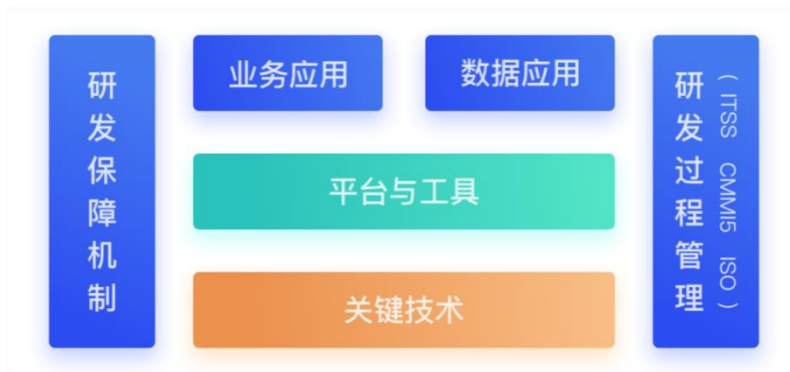 研发保障机制
业务应用
数据应用
平台与工具
关键技术
研发过程管理
（ITSS CMMI5 ISO）